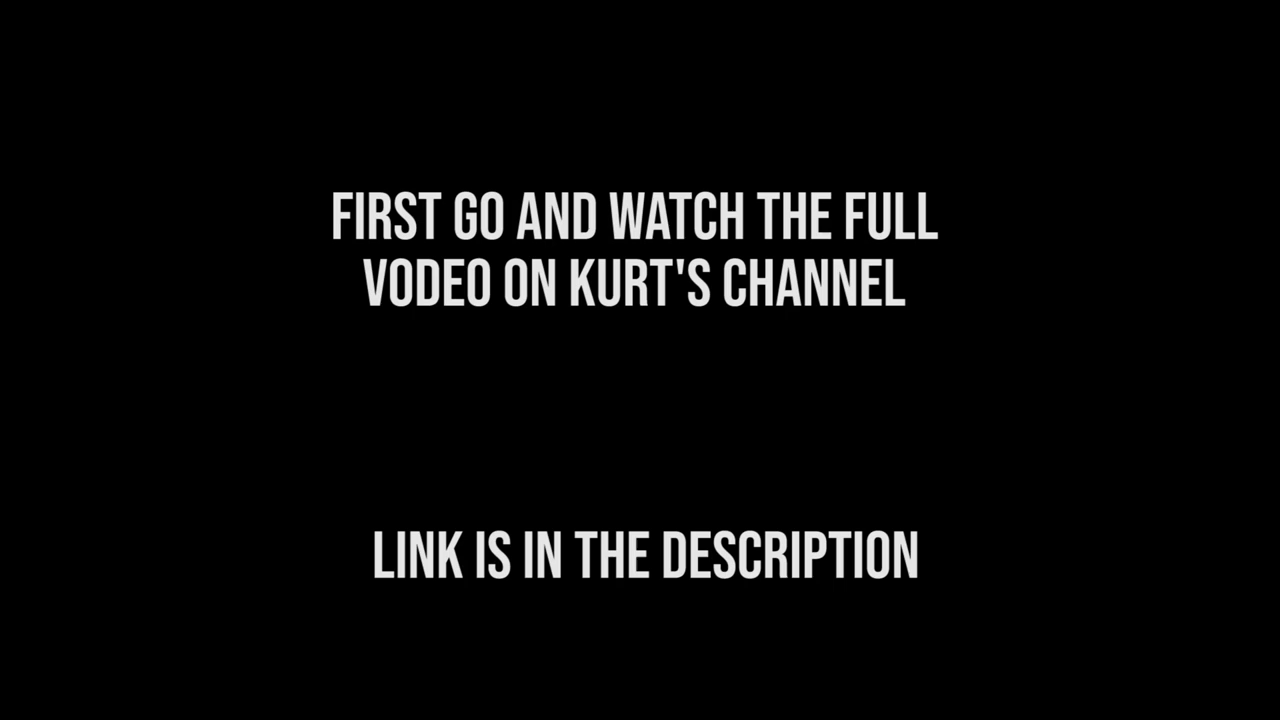 FIRST GO AND WATCH THE FULL
VODEO ON KURT'S CHANNEL
LINK IS IN THE DESCRIPTION